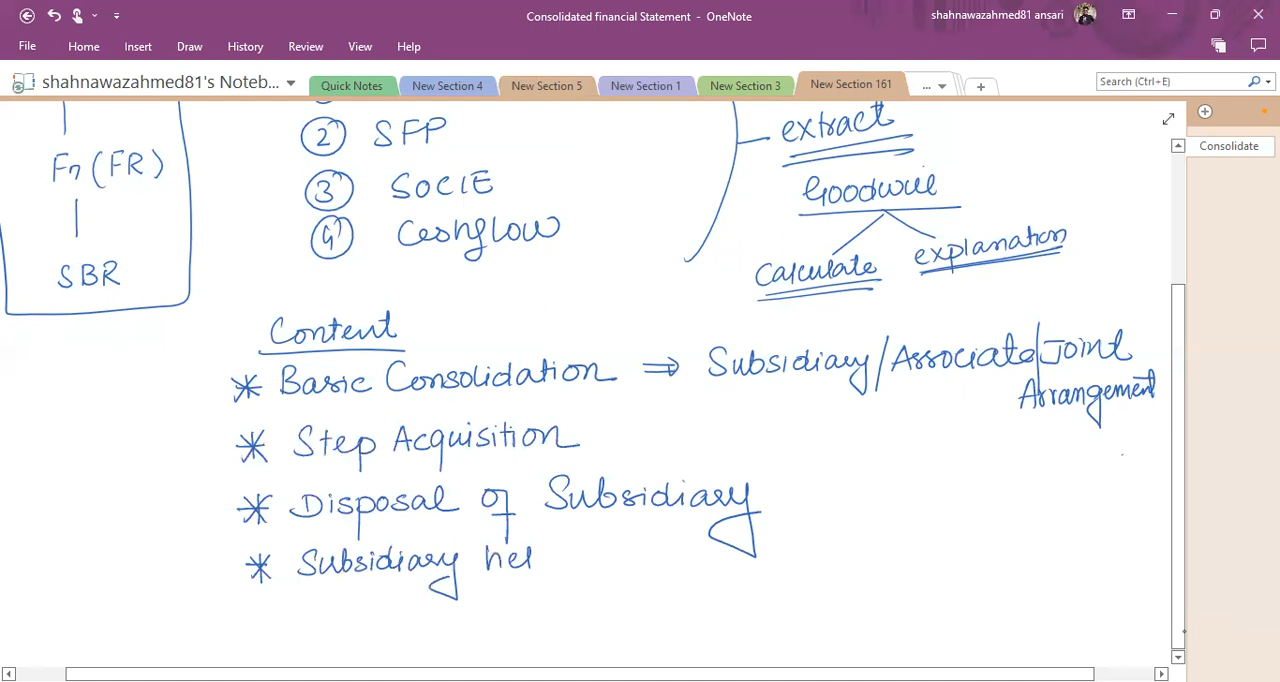 Consolidated financial Statement - OneNote
shahnawazahmed81 ansari
File Home Insert Draw History Review View Help
shahnawazahmed81's Noteb...
Quick Notes
New Section 4
New Section 5
New Section 1
New Section 3
New Section 161
...
Search (Ctrl+E)
Consolidate
Fn (FR)
SBR
2 SFP
3 SOCIE
4 Cashflow
extract
Goodwill
Calculate
explanation
Content
* Basic Consolidation ⇒ Subsidiary/Associate/Joint
Arrangement
* Step Acquisition
* Disposal of Subsidiary
* Subsidiary hel